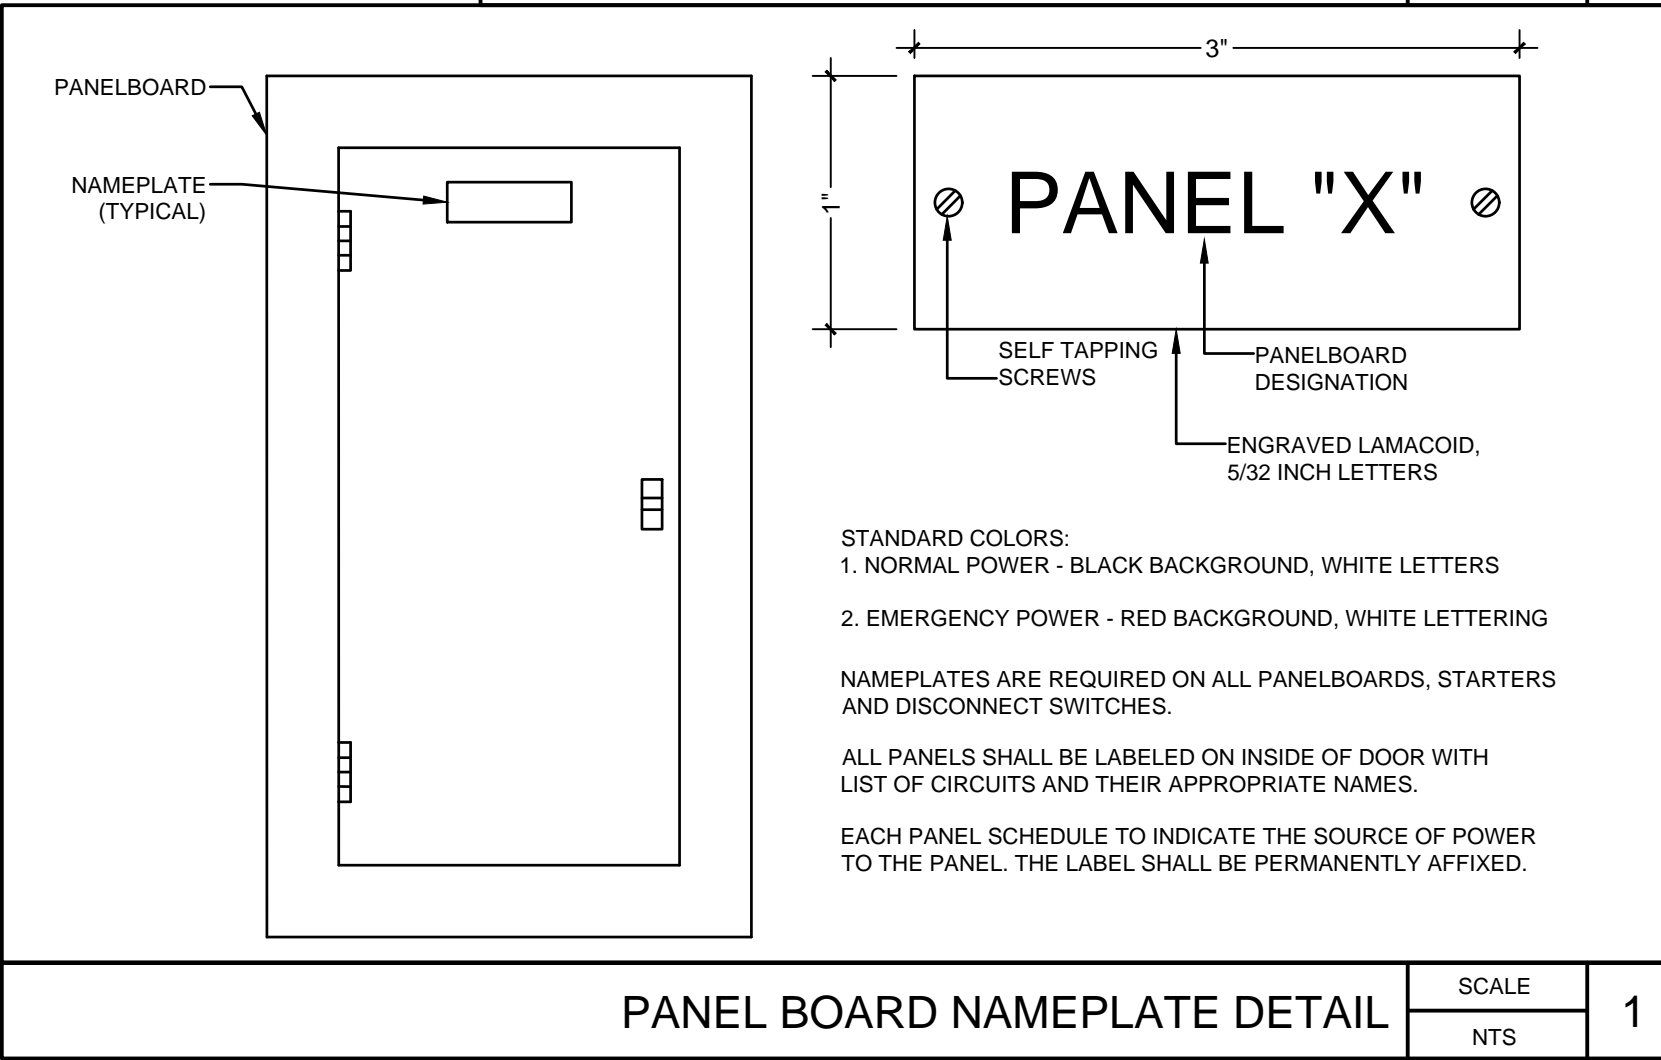 PANELBOARD
NAMEPLATE
(TYPICAL)
3"
1"
PANEL "X"
SELF TAPPING
SCREWS
PANELBOARD
DESIGNATION
ENGRAVED LAMACOID,
5/32 INCH LETTERS
STANDARD COLORS:
1. NORMAL POWER - BLACK BACKGROUND, WHITE LETTERS
2. EMERGENCY POWER - RED BACKGROUND, WHITE LETTERING
NAMEPLATES ARE REQUIRED ON ALL PANELBOARDS, STARTERS
AND DISCONNECT SWITCHES.
ALL PANELS SHALL BE LABELED ON INSIDE OF DOOR WITH
LIST OF CIRCUITS AND THEIR APPROPRIATE NAMES.
EACH PANEL SCHEDULE TO INDICATE THE SOURCE OF POWER
TO THE PANEL. THE LABEL SHALL BE PERMANENTLY AFFIXED.
PANEL BOARD NAMEPLATE DETAIL
SCALE
NTS
1